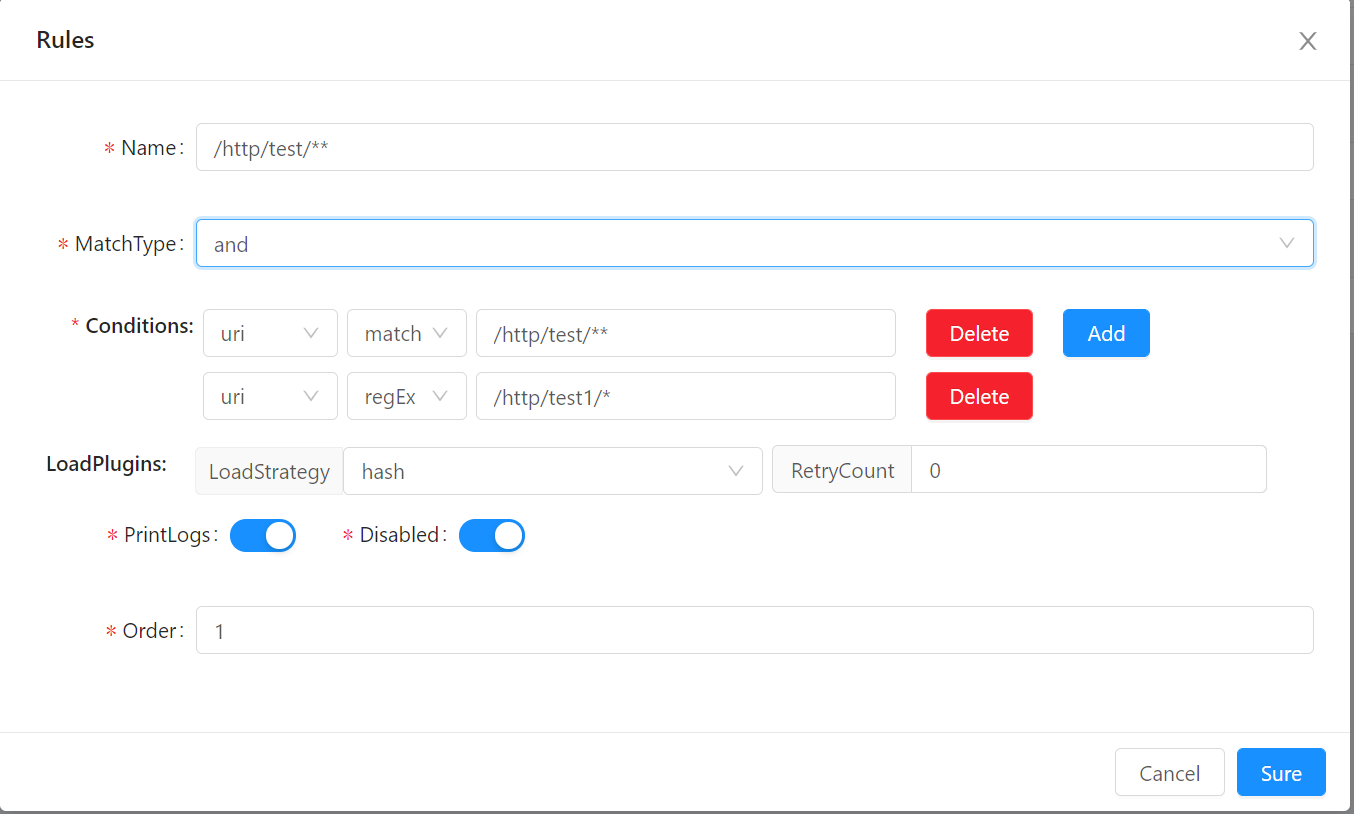 Rules
* Name: /http/test/**
* MatchType: and
* Conditions: uri match /http/test/** Delete Add
uri regEx /http/test1/* Delete
LoadPlugins: LoadStrategy hash RetryCount 0
* PrintLogs: * Disabled:
* Order: 1
Cancel Sure